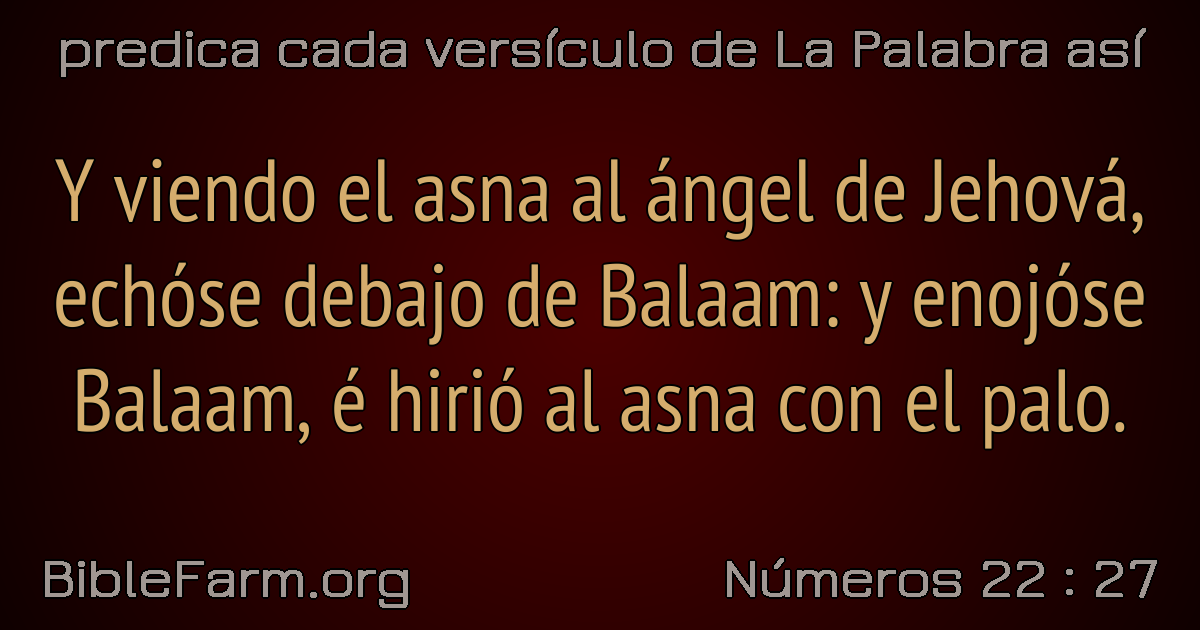 predica cada versículo de La Palabra así
Y viendo el asna al ángel de Jehová,
echóse debajo de Balaam: y enojóse
Balaam, é hirió al asna con el palo.
BibleFarm.org
Números 22 : 27